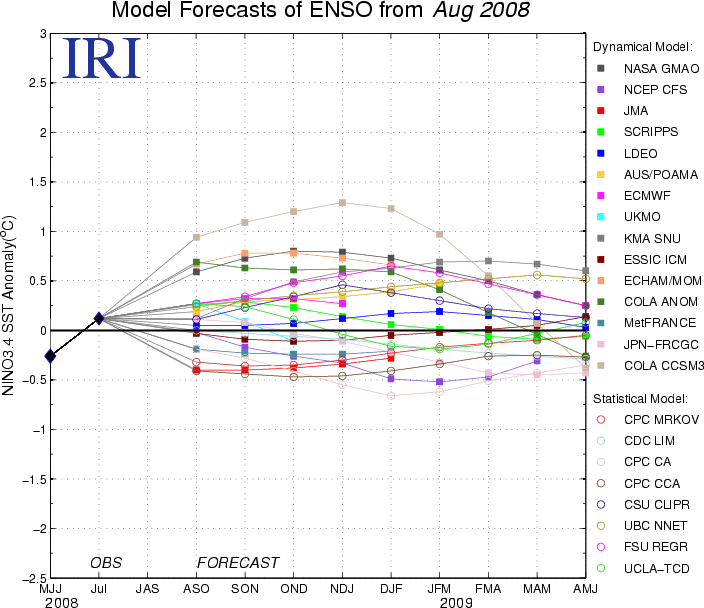 Model Forecasts of ENSO from Aug 2008
IRI
NINO3.4 SST Anomaly(°C)
3
2.5
2
1.5
1
0.5
0
−0.5
−1
−1.5
−2
−2.5
OBS
FORECAST
MJJ Jul JAS ASO SON OND NDJ DJF JFM FMA MAM AMJ
2008 2009
Dynamical Model:
NASA GMAO
NCEP CFS
JMA
SCRIPPS
LDEO
AUS/POAMA
ECMWF
UKMO
KMA SNU
ESSIC ICM
ECHAM/MOM
COLA ANOM
MetFRANCE
JPN−FRCGC
COLA CCSM3
Statistical Model:
CPC MRKOV
CDC LIM
CPC CA
CPC CCA
CSU CLIPR
UBC NNET
FSU REGR
UCLA−TCD